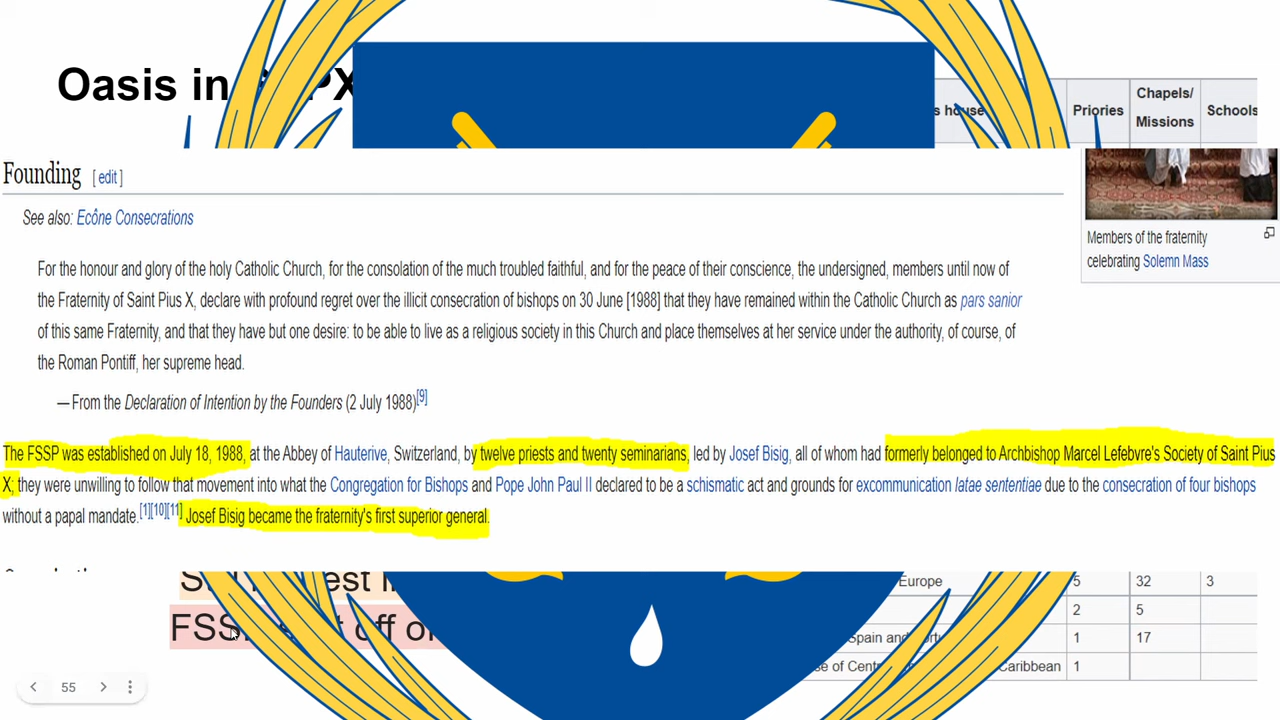 Oasis in
s house Priories Chapels/ Missions Schools
Founding [ edit ]
See also: Ecône Consecrations
For the honour and glory of the holy Catholic Church, for the consolation of the much troubled faithful, and for the peace of their conscience, the undersigned, members until now of
the Fraternity of Saint Pius X, declare with profound regret over the illicit consecration of bishops on 30 June [1988] that they have remained within the Catholic Church as pars sanior
of this same Fraternity, and that they have but one desire: to be able to live as a religious society in this Church and place themselves at her service under the authority, of course, of
the Roman Pontiff, her supreme head.
— From the Declaration of Intention by the Founders (2 July 1988)[9]
Members of the fraternity
celebrating Solemn Mass
The FSSP was established on July 18, 1988, at the Abbey of Hauterive, Switzerland, by twelve priests and twenty seminarians, led by Josef Bisig, all of whom had formerly belonged to Archbishop Marcel Lefebvre's Society of Saint Pius
X; they were unwilling to follow that movement into what the Congregation for Bishops and Pope John Paul II declared to be a schismatic act and grounds for excommunication latae sententiae due to the consecration of four bishops
without a papal mandate.[1][10][11] Josef Bisig became the fraternity's first superior general.
Europe 5 32 3
2 5
Spain and 1 17
Caribbean 1
55